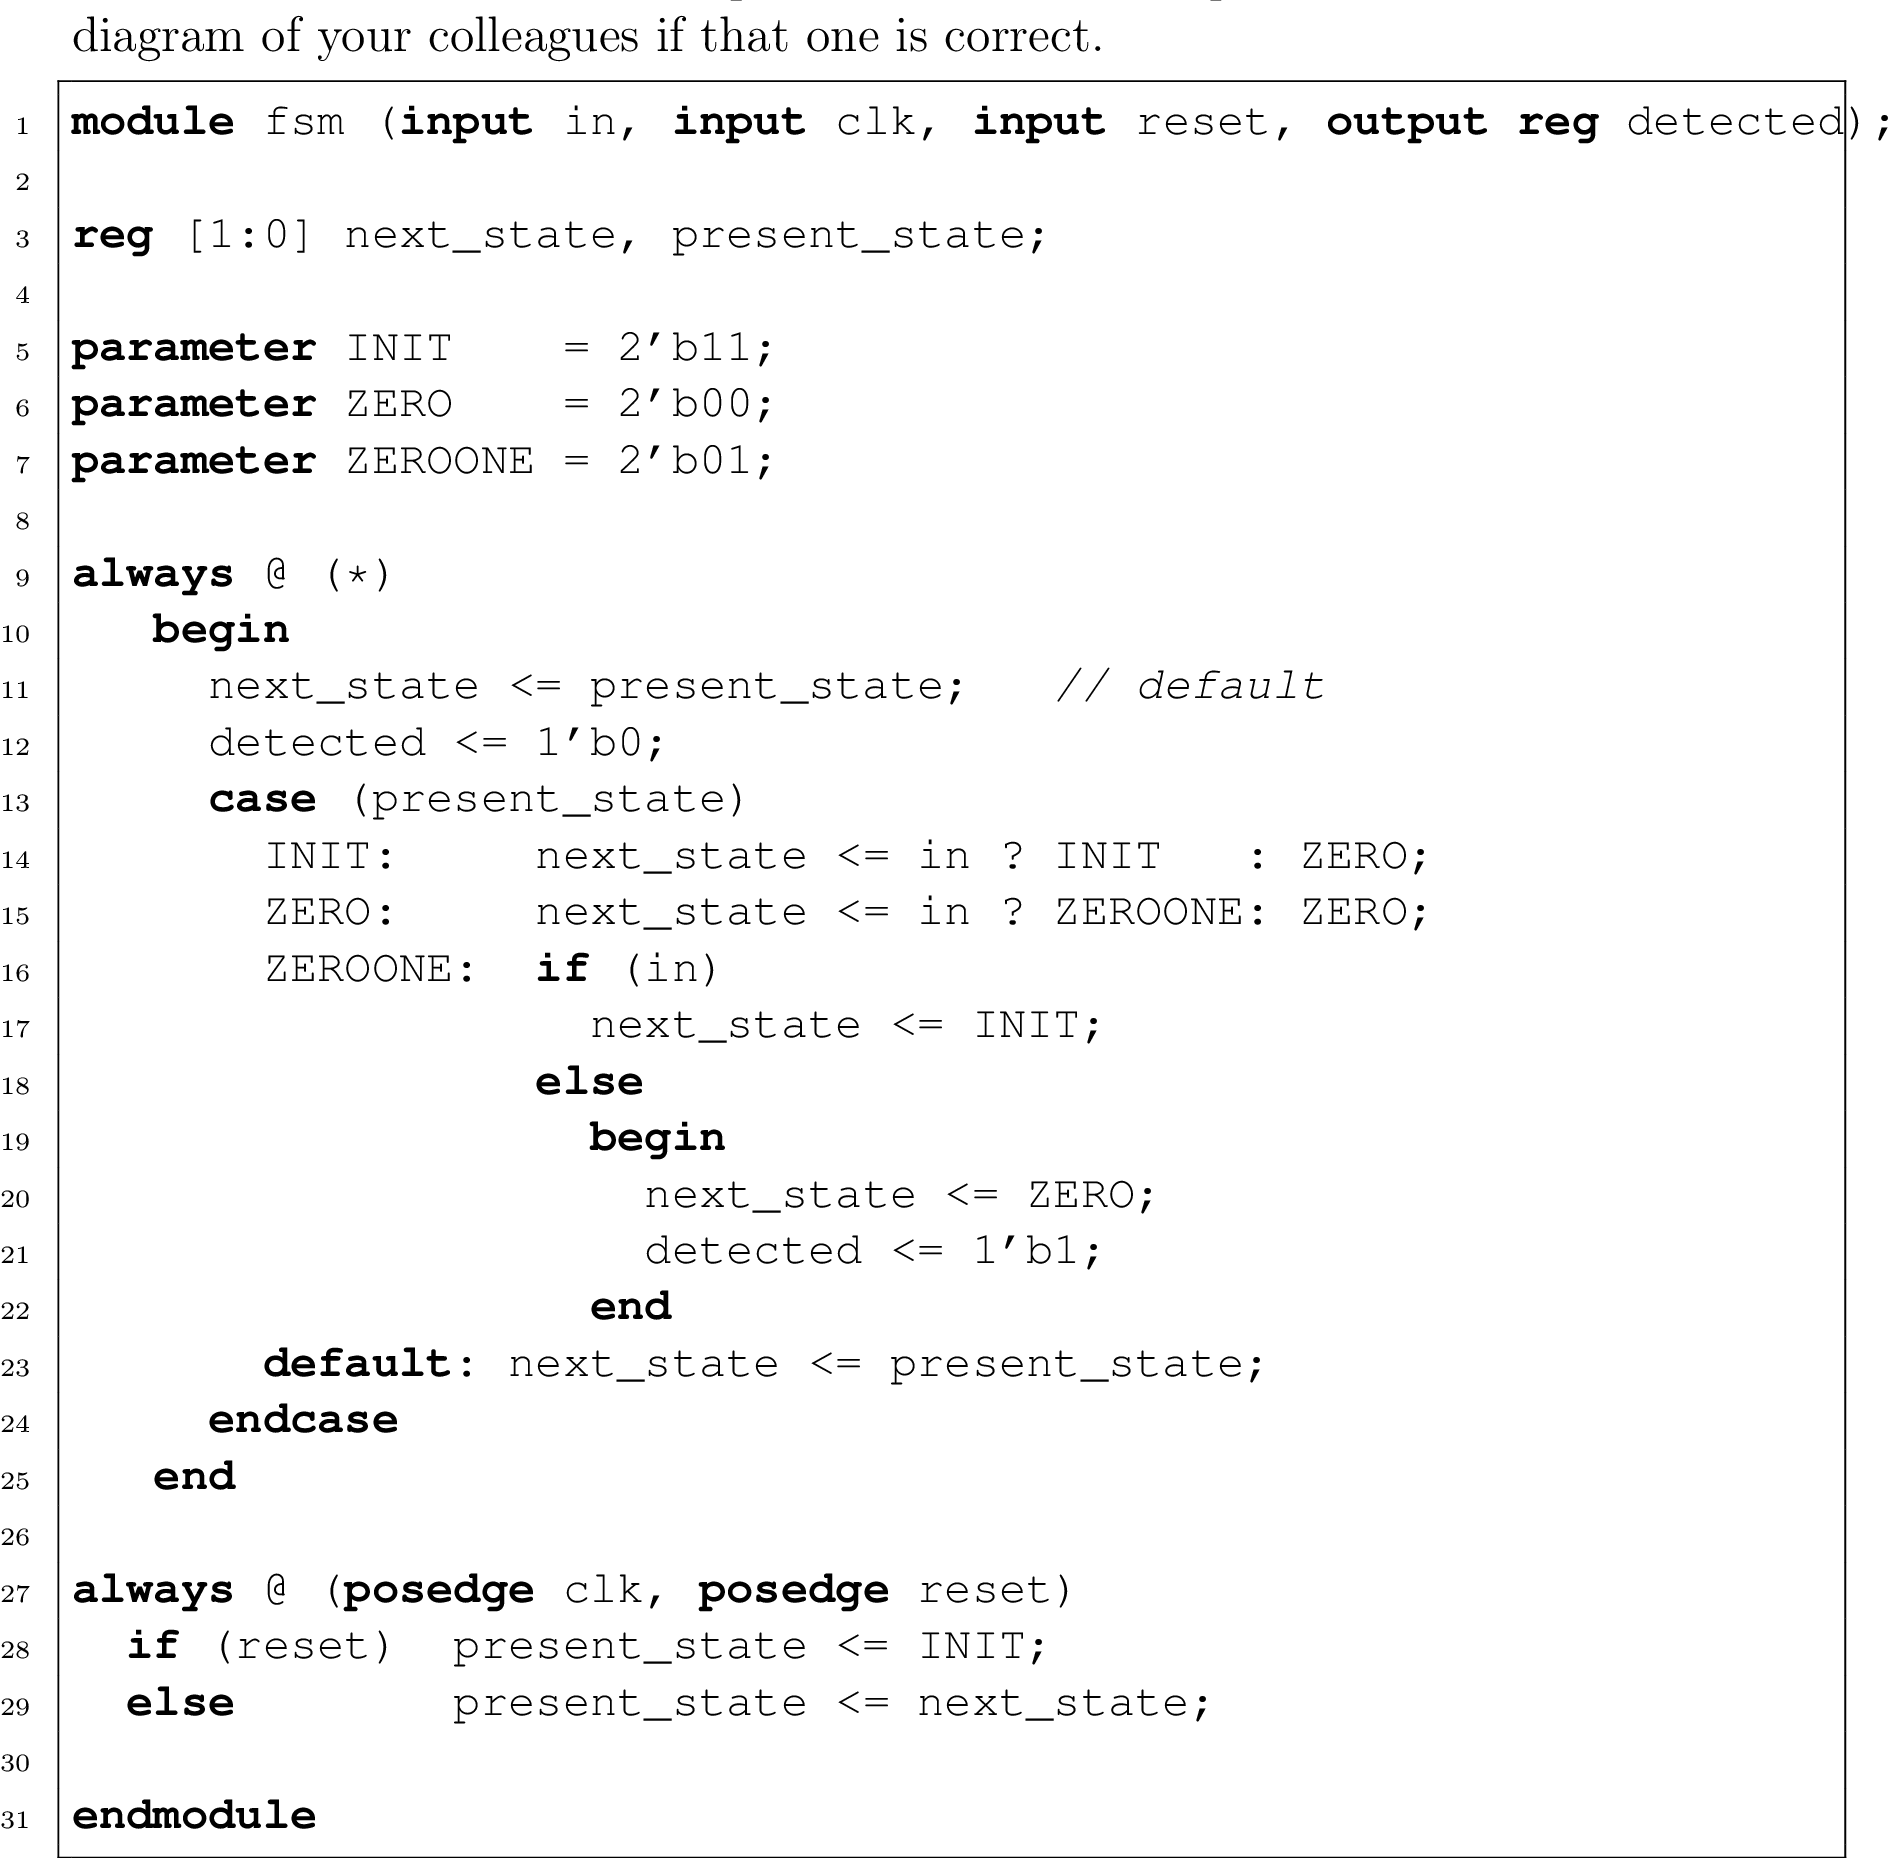 diagram of your colleagues if that one is correct.
1 module fsm (input in, input clk, input reset, output reg detected);
2
3 reg [1:0] next_state, present_state;
4
5 parameter INIT    = 2'b11;
6 parameter ZERO    = 2'b00;
7 parameter ZEROONE = 2'b01;
8
9 always @ (*)
10    begin
11      next_state <= present_state;   // default
12      detected <= 1'b0;
13      case (present_state)
14        INIT:     next_state <= in ? INIT   : ZERO;
15        ZERO:     next_state <= in ? ZEROONE: ZERO;
16        ZEROONE:  if (in)
17                    next_state <= INIT;
18                  else
19                    begin
20                      next_state <= ZERO;
21                      detected <= 1'b1;
22                    end
23        default: next_state <= present_state;
24      endcase
25    end
26
27 always @ (posedge clk, posedge reset)
28   if (reset)  present_state <= INIT;
29   else        present_state <= next_state;
30
31 endmodule